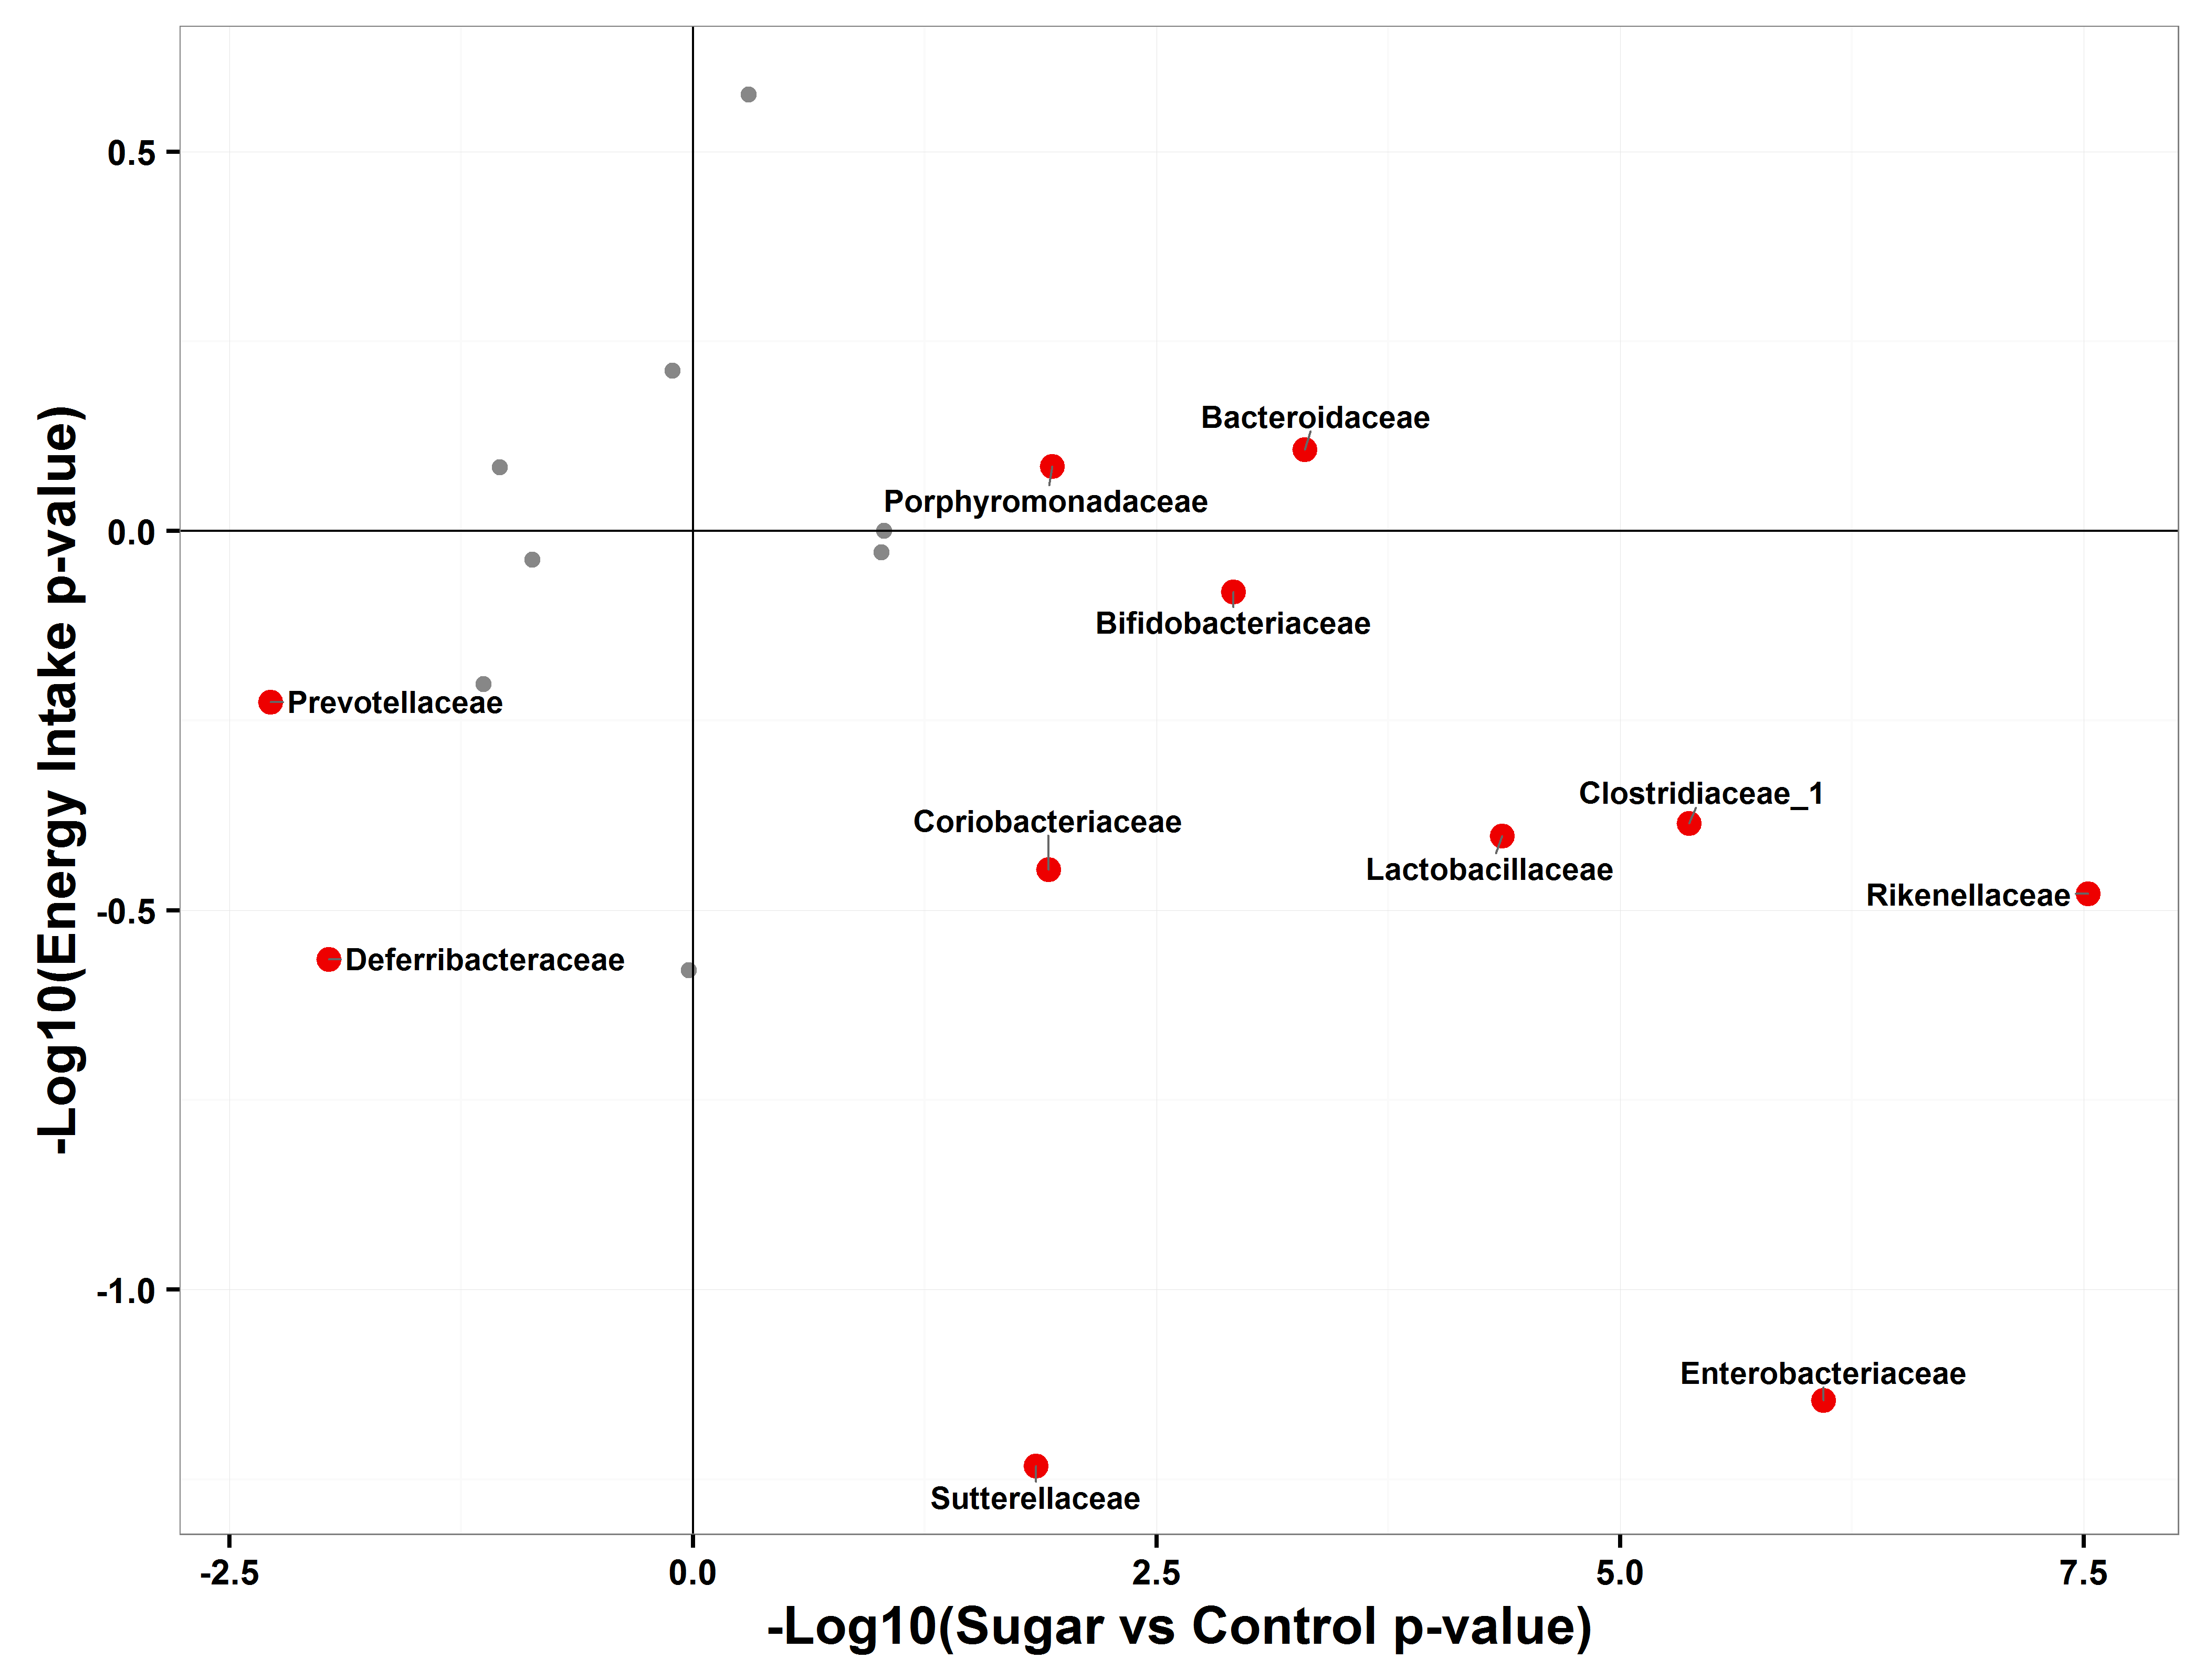 0.5
Bacteroidaceae
Porphyromonadaceae
0.0
Bifidobacteriaceae
Prevotellaceae
Clostridiaceae_1
Coriobacteriaceae
Lactobacillaceae
Rikenellaceae
-0.5
Deferribacteraceae
-1.0
Enterobacteriaceae
Sutterellaceae
-Log10(Energy Intake p-value)
-2.5 0.0 2.5 5.0 7.5
-Log10(Sugar vs Control p-value)